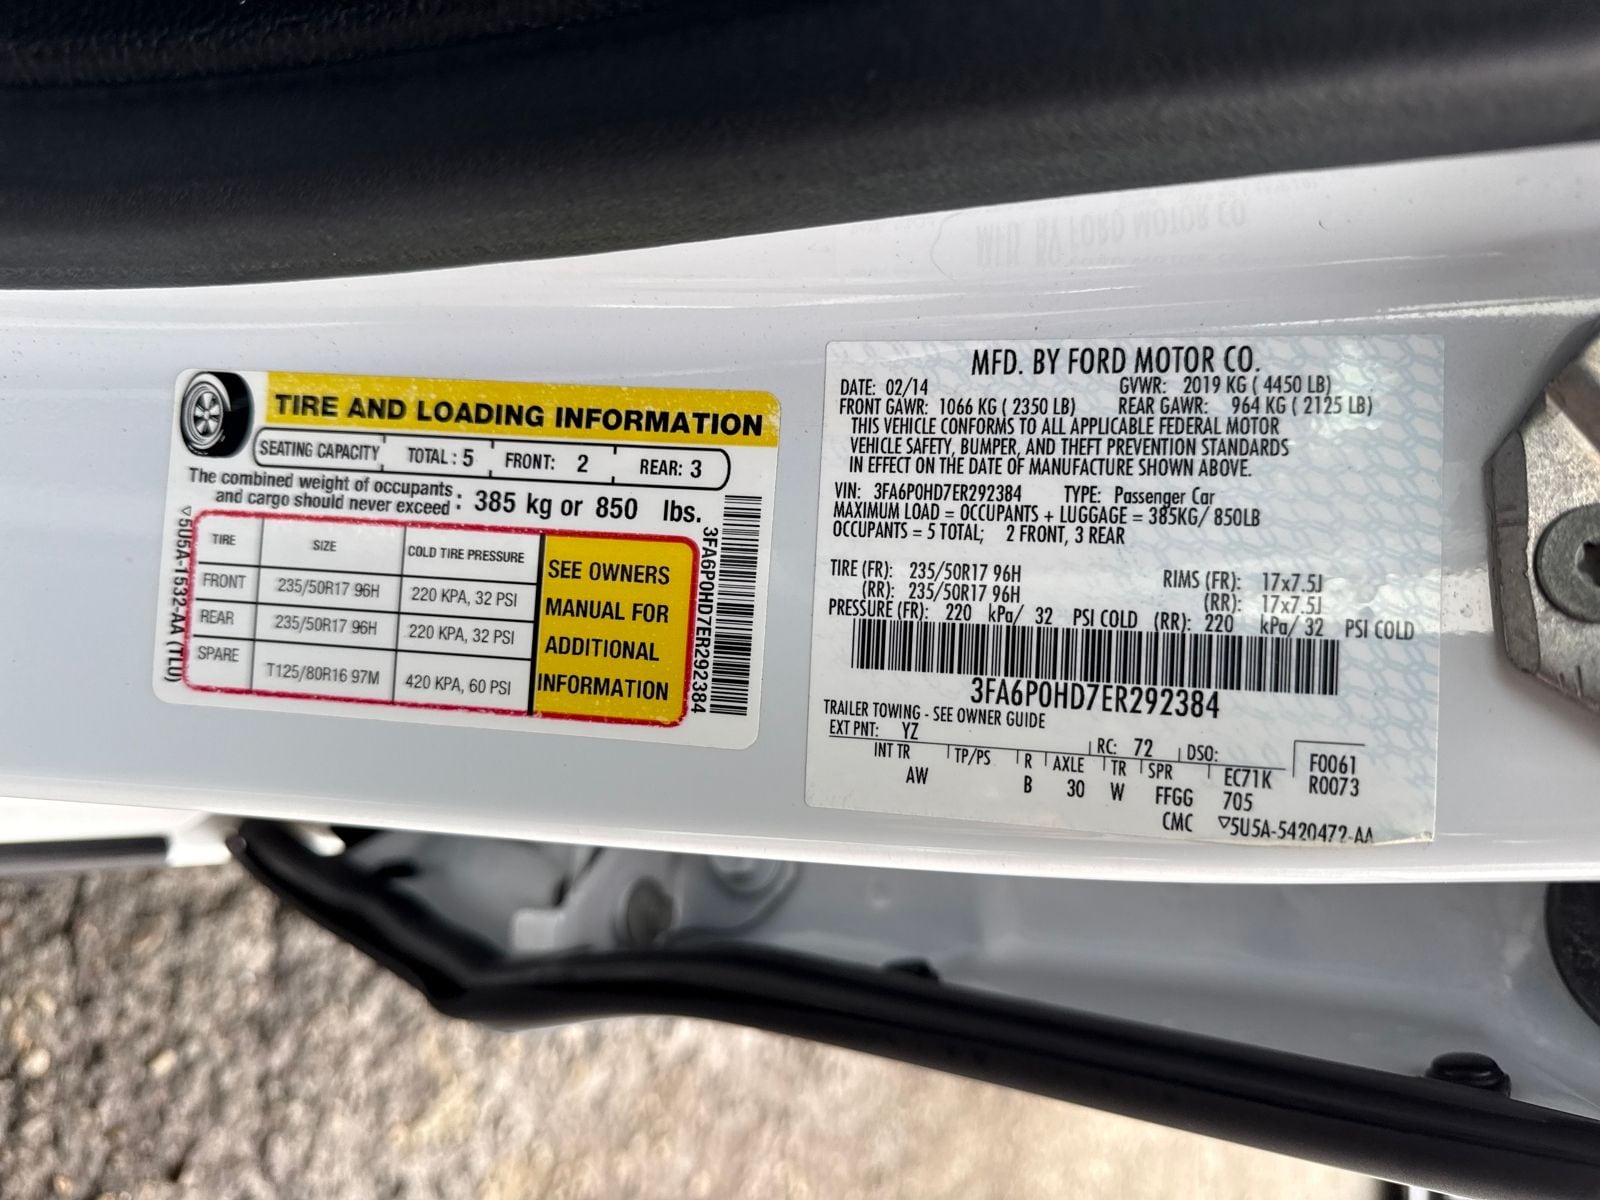 TIRE AND LOADING INFORMATION
SEATING CAPACITY TOTAL: 5 FRONT: 2 REAR: 3
The combined weight of occupants
and cargo should never exceed : 385 kg or 850 lbs.
TIRE SIZE COLD TIRE PRESSURE
FRONT 235/50R17 96H 220 KPA, 32 PSI
REAR 235/50R17 96H 220 KPA, 32 PSI
SPARE T125/80R16 97M 420 KPA, 60 PSI
SEE OWNERS
MANUAL FOR
ADDITIONAL
INFORMATION
5U5A-1532-AA (TLU)
3FA6P0HD7ER292384
MFD. BY FORD MOTOR CO.
DATE: 02/14 GVWR: 2019 KG ( 4450 LB)
FRONT GAWR: 1066 KG ( 2350 LB) REAR GAWR: 964 KG ( 2125 LB)
THIS VEHICLE CONFORMS TO ALL APPLICABLE FEDERAL MOTOR
VEHICLE SAFETY, BUMPER, AND THEFT PREVENTION STANDARDS
IN EFFECT ON THE DATE OF MANUFACTURE SHOWN ABOVE.
VIN: 3FA6P0HD7ER292384 TYPE: Passenger Car
MAXIMUM LOAD = OCCUPANTS + LUGGAGE = 385KG/ 850LB
OCCUPANTS = 5 TOTAL; 2 FRONT, 3 REAR
TIRE (FR): 235/50R17 96H RIMS (FR): 17x7.5J
(RR): 235/50R17 96H (RR): 17x7.5J
PRESSURE (FR): 220 kPa/ 32 PSI COLD (RR): 220 kPa/ 32 PSI COLD
3FA6P0HD7ER292384
TRAILER TOWING - SEE OWNER GUIDE
EXT PNT: YZ RC: 72 DSO: F0061
INT TR TP/PS R AXLE TR SPR EC71K R0073
AW B 30 W FFGG 705
CMC 5U5A-5420472-AA